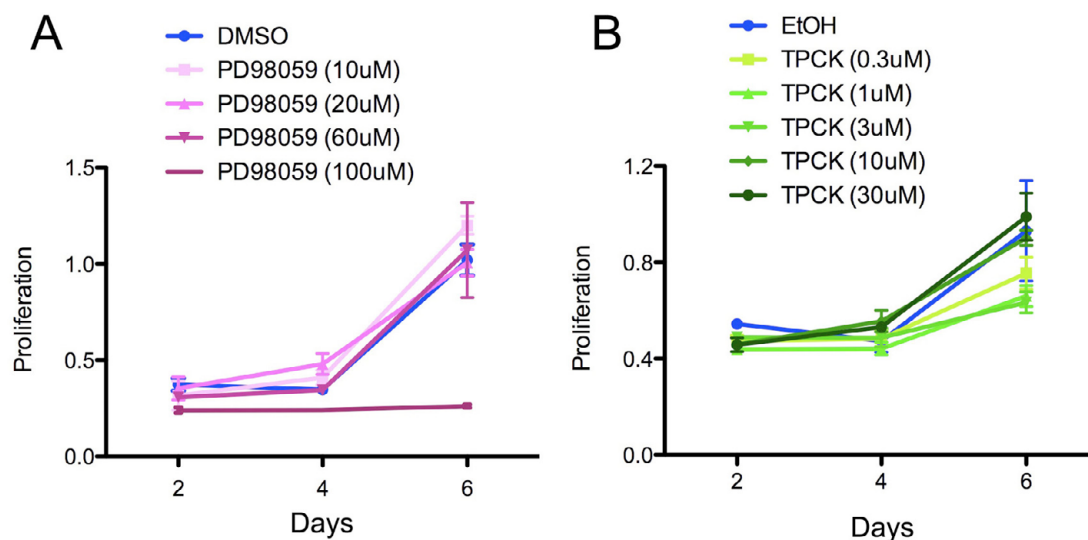 A
DMSO
PD98059 (10uM)
PD98059 (20uM)
PD98059 (60uM)
PD98059 (100uM)
Proliferation
1.5
1.0
0.5
0.0
2
4
6
Days
B
EtOH
TPCK (0.3uM)
TPCK (1uM)
TPCK (3uM)
TPCK (10uM)
TPCK (30uM)
Proliferation
1.2
0.8
0.4
0.0
2
4
6
Days